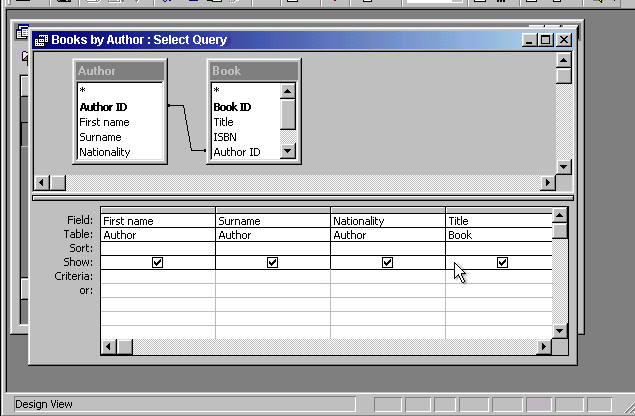 Books by Author : Select Query
Author
*
Author ID
First name
Surname
Nationality
Book
*
Book ID
Title
ISBN
Author ID
Field: First name Surname Nationality Title
Table: Author Author Author Book
Sort:
Show:
Criteria:
or:
Design View